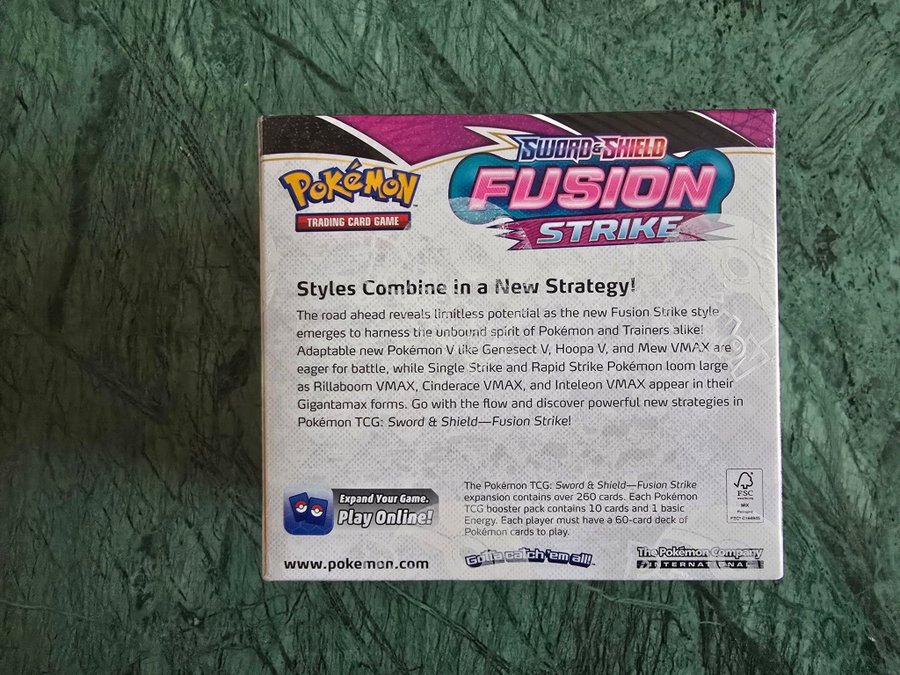 SWORD & SHIELD
POKÉMON
TRADING CARD GAME
FUSION
STRIKE
Styles Combine in a New Strategy!
The road ahead reveals limitless potential as the new Fusion Strike style
emerges to harness the unbound spirit of Pokémon and Trainers alike!
Adaptable new Pokémon V like Genesect V, Hoopa V, and Mew VMAX are
eager for battle, while Single Strike and Rapid Strike Pokémon loom large
as Rillaboom VMAX, Cinderace VMAX, and Inteleon VMAX appear in their
Gigantamax forms. Go with the flow and discover powerful new strategies in
Pokémon TCG: Sword & Shield—Fusion Strike!
Expand Your Game.
Play Online!
www.pokemon.com
The Pokémon TCG: Sword & Shield—Fusion Strike
expansion contains over 260 cards. Each Pokémon
TCG booster pack contains 10 cards and 1 basic
Energy. Each player must have a 60-card deck of
Pokémon cards to play.
Gotta catch 'em all!
FSC
MIX
The Pokémon Company
INTERNATIONAL